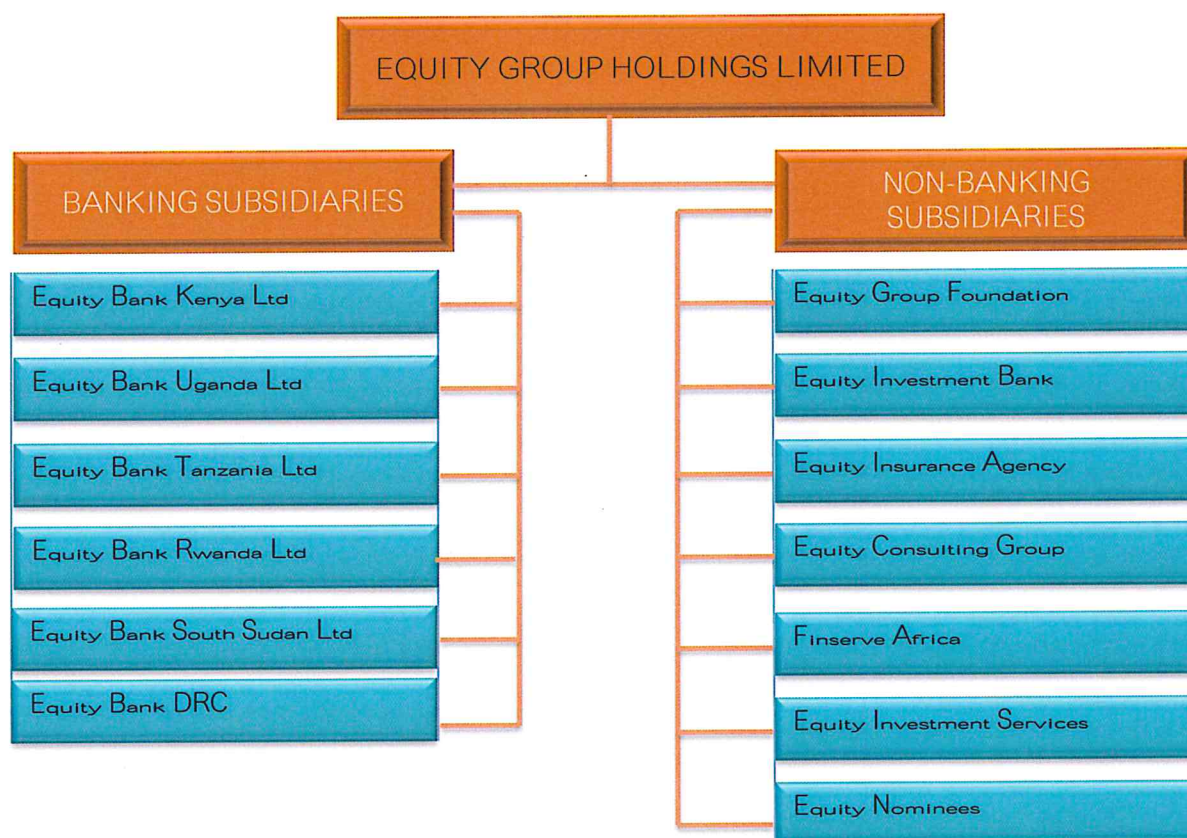 EQUITY GROUP HOLDINGS LIMITED
BANKING SUBSIDIARIES
Equity Bank Kenya Ltd
Equity Bank Uganda Ltd
Equity Bank Tanzania Ltd
Equity Bank Rwanda Ltd
Equity Bank South Sudan Ltd
Equity Bank DRC
NON-BANKING
SUBSIDIARIES
Equity Group Foundation
Equity Investment Bank
Equity Insurance Agency
Equity Consulting Group
Finserve Africa
Equity Investment Services
Equity Nominees